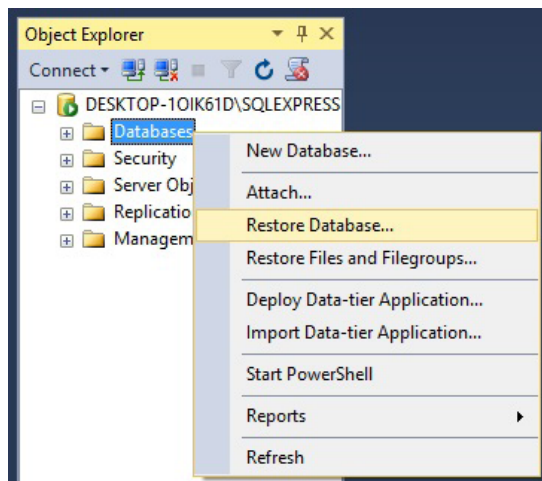 Object Explorer
Connect
DESKTOP-1OIK61D\SQLEXPRESS
Databases
Security
Server Obj
Replicatio
Managem
New Database...
Attach...
Restore Database...
Restore Files and Filegroups...
Deploy Data-tier Application...
Import Data-tier Application...
Start PowerShell
Reports
Refresh